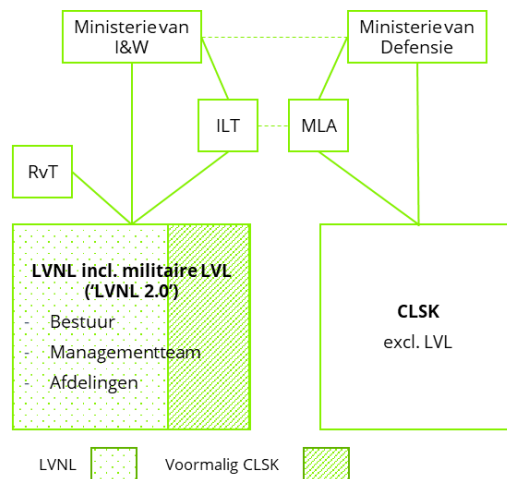 Ministerie van
I&W
Ministerie van
Defensie
ILT
MLA
RvT
LVNL incl. militaire LVL
(‘LVNL 2.0’)
- Bestuur
- Managementteam
- Afdelingen
CLSK
excl. LVL
LVNL
Voormalig CLSK